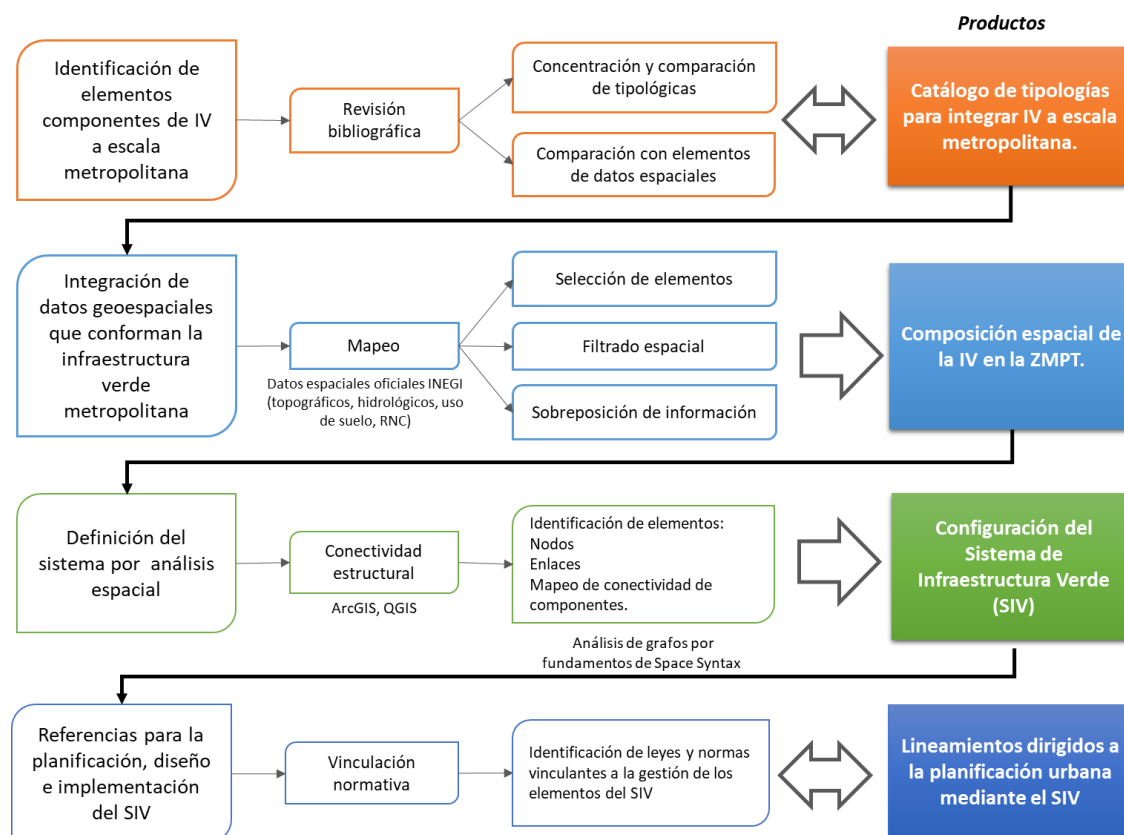 Productos
Identificación de
elementos
componentes de IV
a escala
metropolitana
Revisión
bibliográfica
Concentración y comparación
de tipológicas
Comparación con elementos
de datos espaciales
Catálogo de tipologías
para integrar IV a escala
metropolitana.
Integración de
datos geoespaciales
que conforman la
infraestructura
verde
metropolitana
Mapeo
Datos espaciales oficiales INEGI
(topográficos, hidrológicos, uso
de suelo, RNC)
Selección de elementos
Filtrado espacial
Sobreposición de información
Composición espacial de
la IV en la ZMPT.
Definición del
sistema por análisis
espacial
Conectividad
estructural
ArcGIS, QGIS
Identificación de elementos:
Nodos
Enlaces
Mapeo de conectividad de
componentes.
Análisis de grafos por
fundamentos de Space Syntax
Configuración del
Sistema de
Infraestructura Verde
(SIV)
Referencias para la
planificación, diseño
e implementación
del SIV
Vinculación
normativa
Identificación de leyes y normas
vinculantes a la gestión de los
elementos del SIV
Lineamientos dirigidos a
la planificación urbana
mediante el SIV